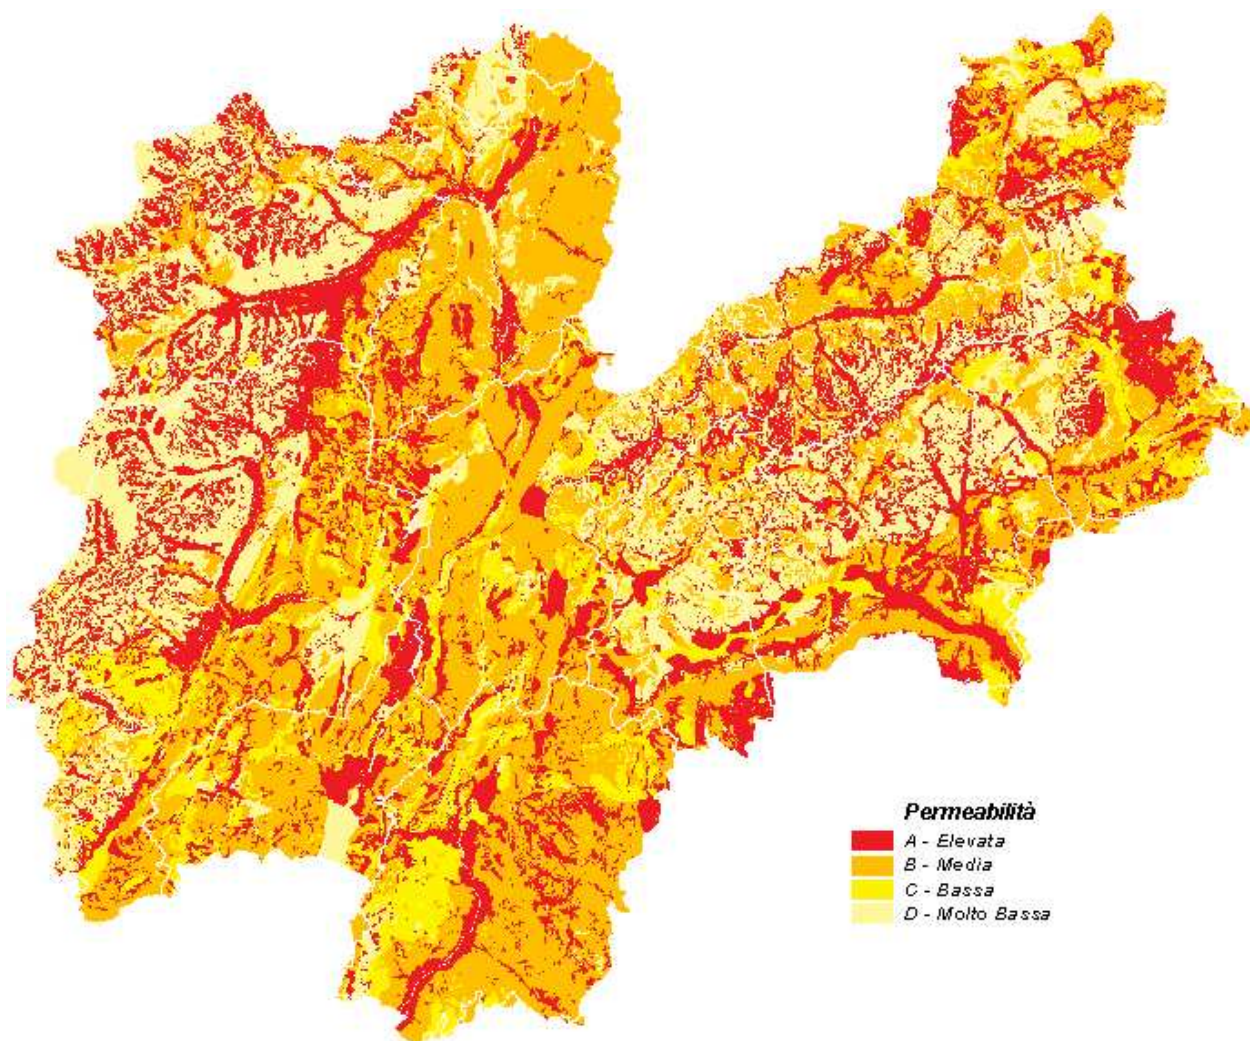 Permeabilità
A - Elevata
B - Media
C - Bassa
D - Molto Bassa